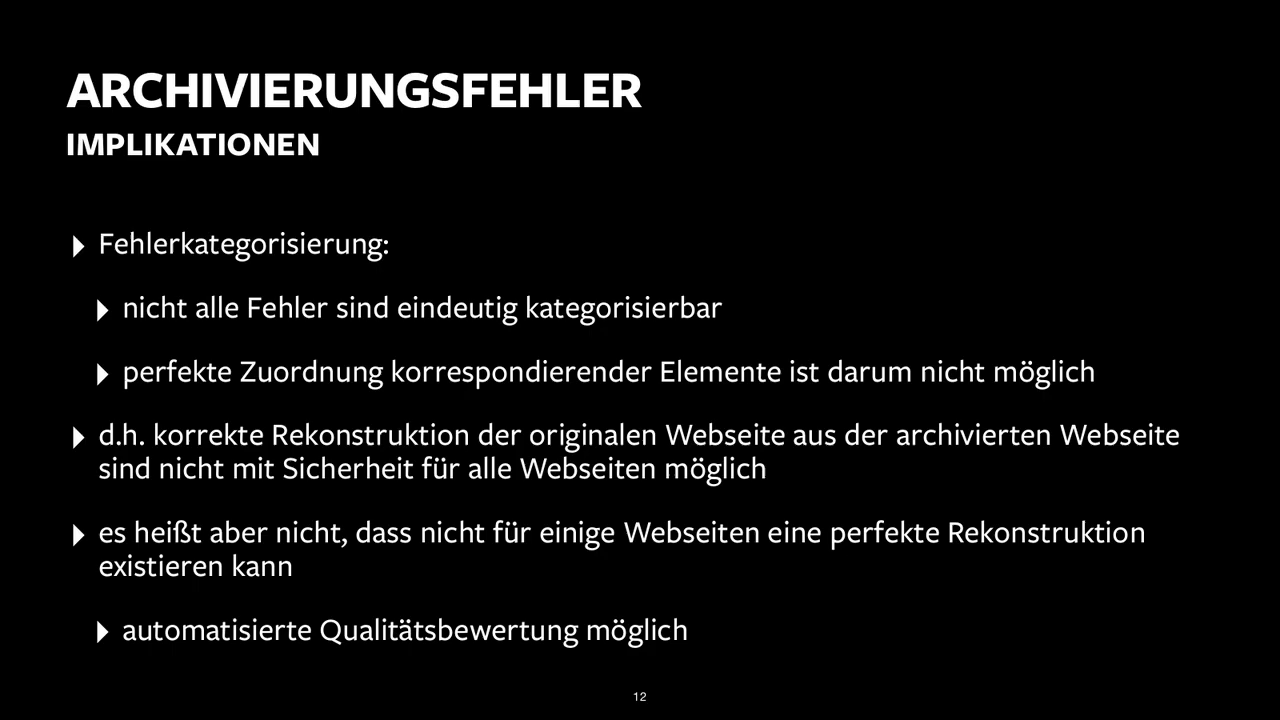 ARCHIVIERUNGSFEHLER
IMPLIKATIONEN
Fehlerkategorisierung:
nicht alle Fehler sind eindeutig kategorisierbar
perfekte Zuordnung korrespondierender Elemente ist darum nicht möglich
d.h. korrekte Rekonstruktion der originalen Webseite aus der archivierten Webseite
sind nicht mit Sicherheit für alle Webseiten möglich
es heißt aber nicht, dass nicht für einige Webseiten eine perfekte Rekonstruktion
existieren kann
automatisierte Qualitätsbewertung möglich
12